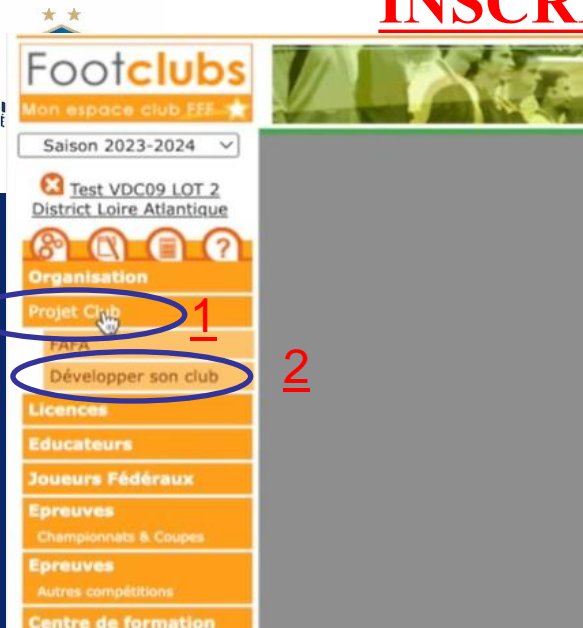 INSCR
Footclubs
Mon espace club FFF
Saison 2023-2024
Test VDC09 LOT 2
District Loire Atlantique
?
Organisation
Projet Club
1
FAFA
Développer son club
2
Licences
Educateurs
Joueurs Fédéraux
Epreuves
Championnats & Coupes
Epreuves
Autres compétitions
Centre de formation